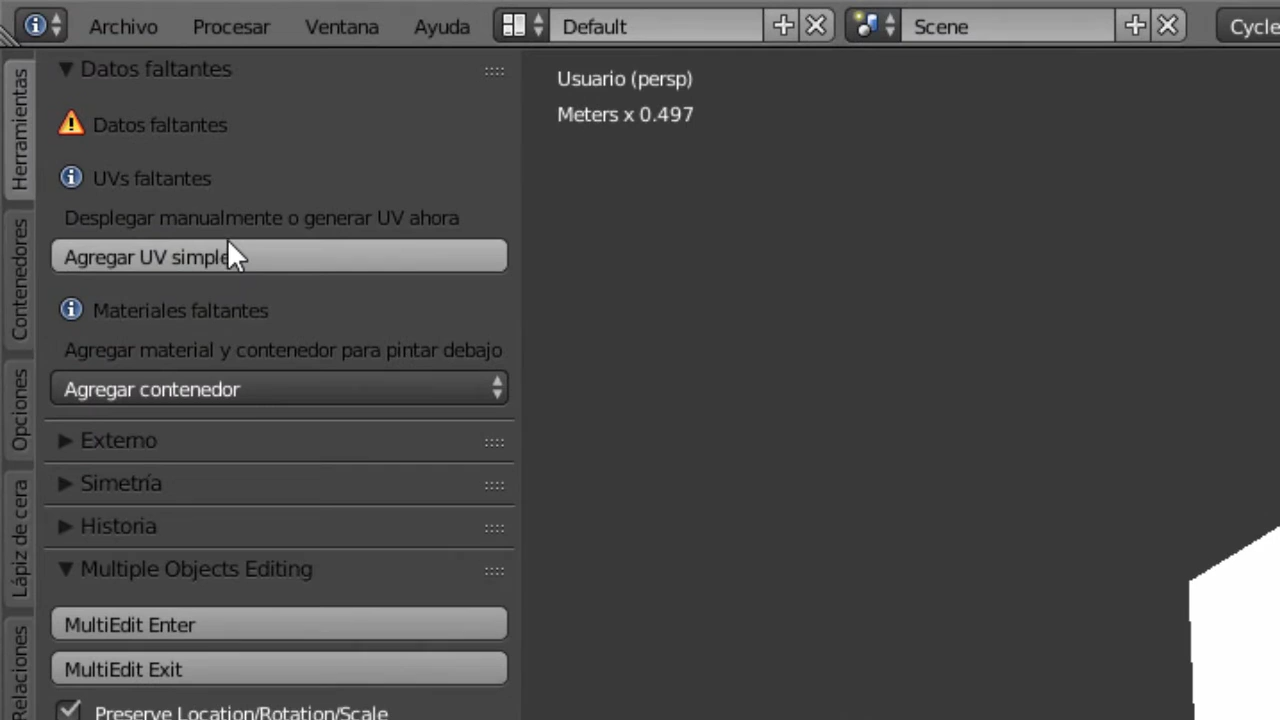 Archivo Procesar Ventana Ayuda Default Scene Cycle
Datos faltantes
Usuario (persp)
Meters x 0.497
Datos faltantes
UVs faltantes
Desplegar manualmente o generar UV ahora
Agregar UV simple
Materiales faltantes
Agregar material y contenedor para pintar debajo
Agregar contenedor
Externo
Simetría
Historia
Multiple Objects Editing
MultiEdit Enter
MultiEdit Exit
Preserve Location/Rotation/Scale
Herramientas
Contenedores
Opciones
Lápiz de cera
Relaciones